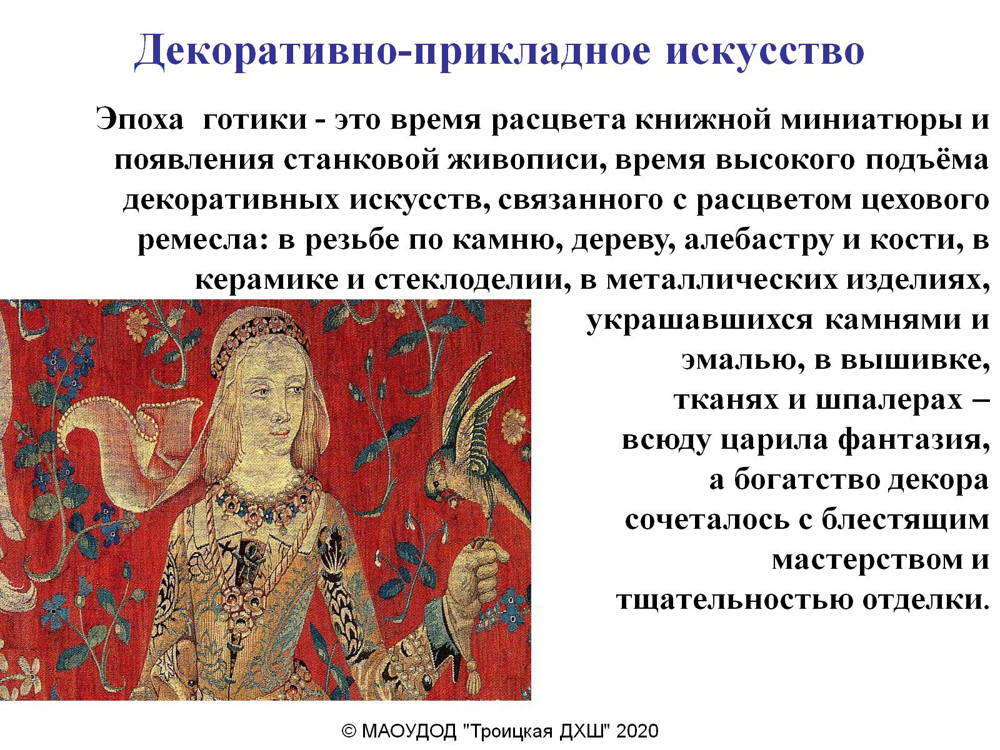 Декоративно-прикладное искусство
Эпоха  готики - это время расцвета книжной миниатюры и
появления станковой живописи, время высокого подъёма
декоративных искусств, связанного с расцветом цехового
ремесла: в резьбе по камню, дереву, алебастру и кости, в
керамике и стеклоделии, в металлических изделиях,
украшавшихся камнями и
эмалью, в вышивке,
тканях и шпалерах –
всюду царила фантазия,
а богатство декора
сочеталось с блестящим
мастерством и
тщательностью отделки.
© МАОУДОД "Троицкая ДХШ" 2020